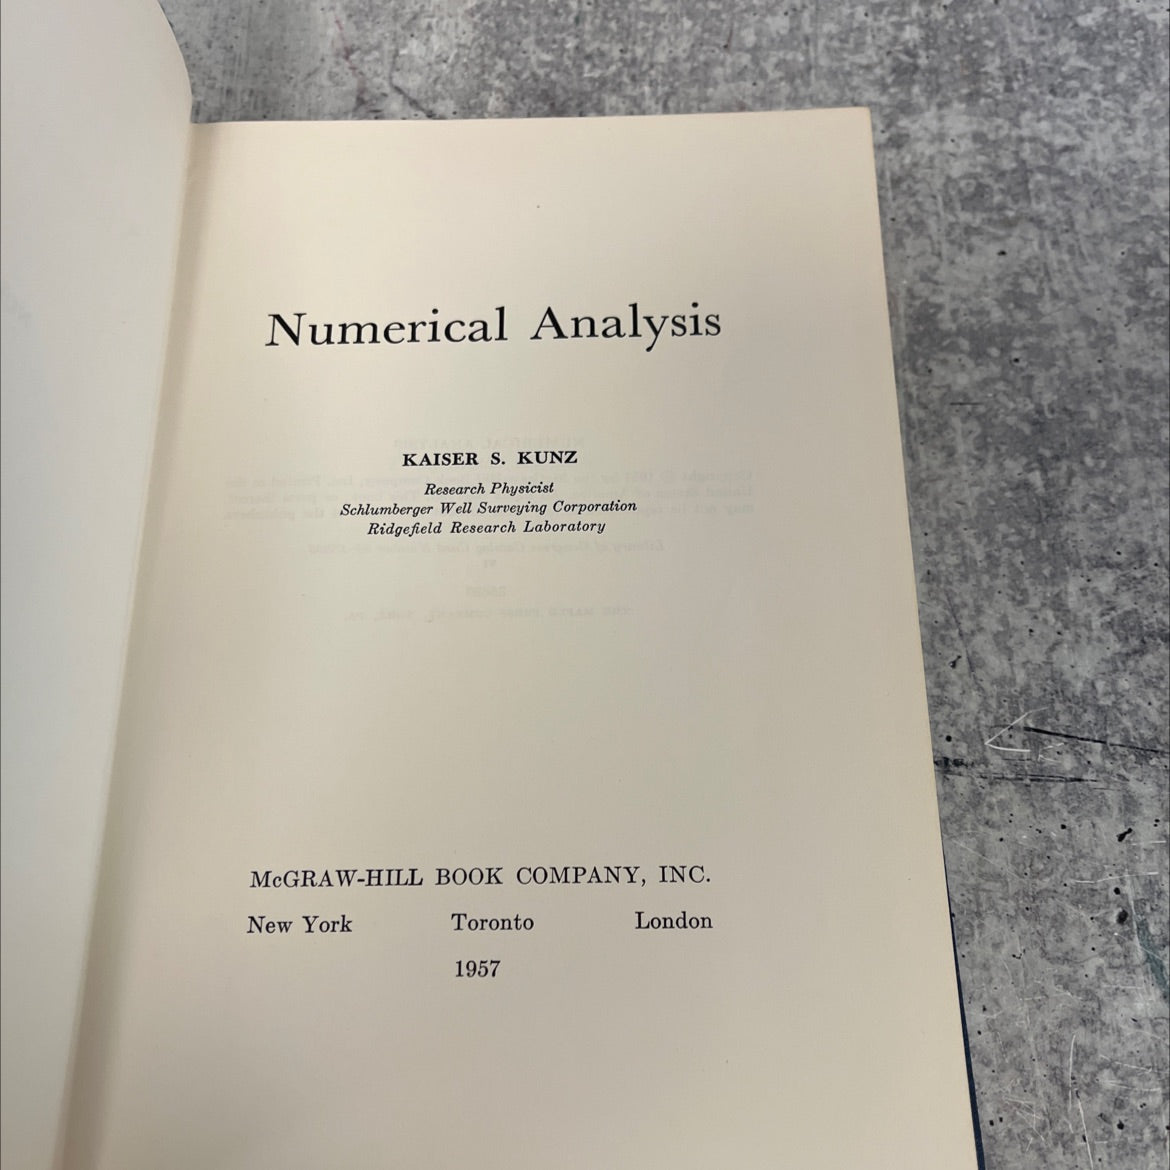 Numerical Analysis
KAISER S. KUNZ
Research Physicist
Schlumberger Well Surveying Corporation
Ridgefield Research Laboratory
McGRAW-HILL BOOK COMPANY, INC.
New York Toronto London
1957